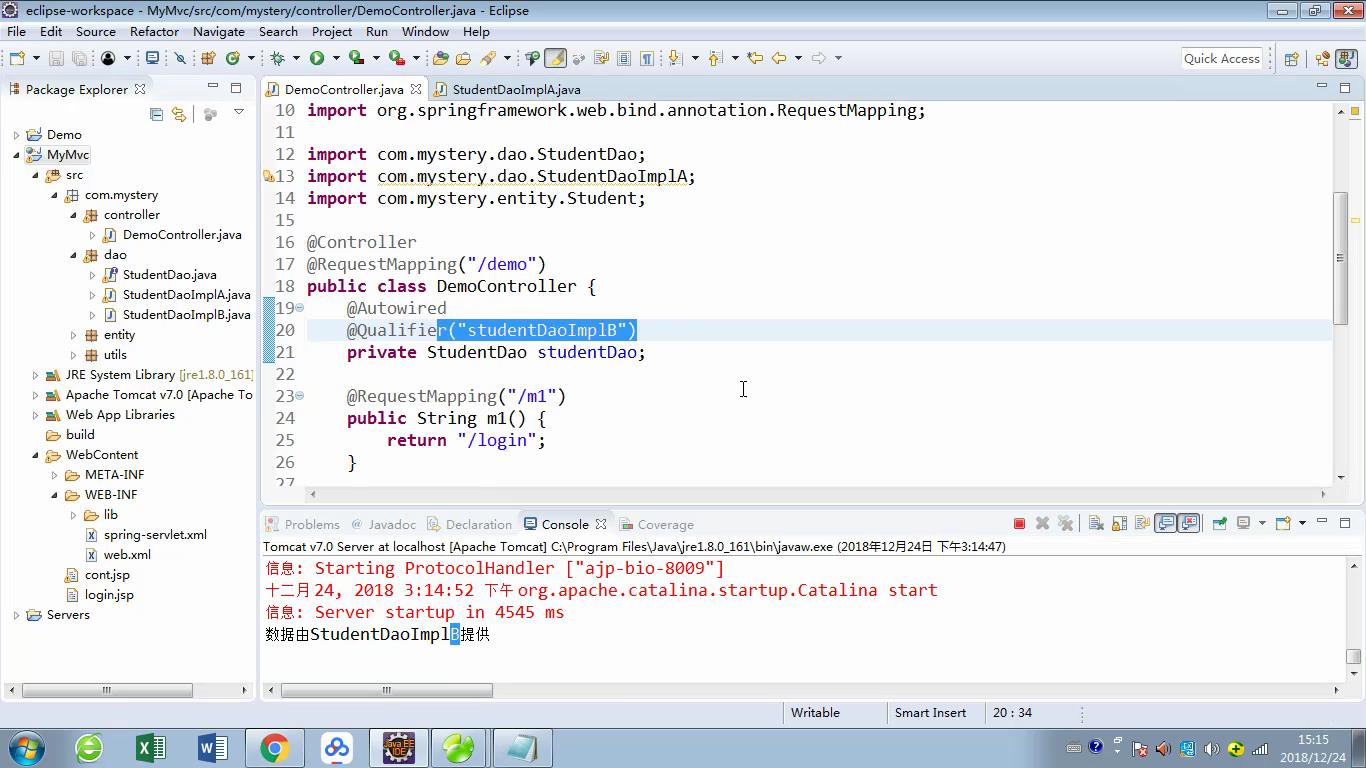 eclipse-workspace - MyMvc/src/com/mystery/controller/DemoController.java - Eclipse
File Edit Source Refactor Navigate Search Project Run Window Help
Quick Access
Package Explorer
Demo
MyMvc
src
com.mystery
controller
DemoController.java
dao
StudentDao.java
StudentDaoImplA.java
StudentDaoImplB.java
entity
utils
JRE System Library [jre1.8.0_161]
Apache Tomcat v7.0 [Apache To
Web App Libraries
build
WebContent
META-INF
WEB-INF
lib
spring-servlet.xml
web.xml
cont.jsp
login.jsp
Servers
DemoController.java StudentDaoImplA.java
10 import org.springframework.web.bind.annotation.RequestMapping;
11
12 import com.mystery.dao.StudentDao;
13 import com.mystery.dao.StudentDaoImplA;
14 import com.mystery.entity.Student;
15
16 @Controller
17 @RequestMapping("/demo")
18 public class DemoController {
19 @Autowired
20 @Qualifier("studentDaoImplB")
21 private StudentDao studentDao;
22
23 @RequestMapping("/m1")
24 public String m1() {
25 return "/login";
26 }
27
Problems Javadoc Declaration Console Coverage
Tomcat v7.0 Server at localhost [Apache Tomcat] C:\Program Files\Java\jre1.8.0_161\bin\javaw.exe (2018年12月24日 下午3:14:47)
信息: Starting ProtocolHandler ["ajp-bio-8009"]
十二月 24, 2018 3:14:52 下午 org.apache.catalina.startup.Catalina start
信息: Server startup in 4545 ms
数据由StudentDaoImplB提供
Writable Smart Insert 20 : 34
15:15
2018/12/24